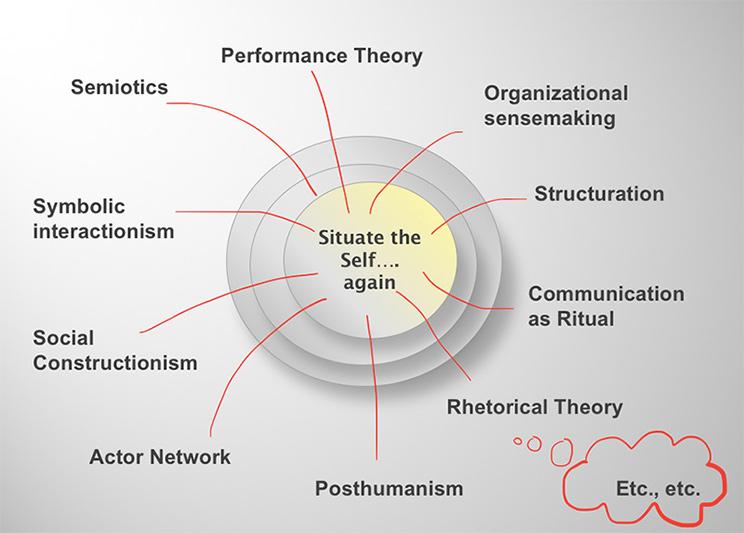 Performance Theory
Semiotics
Organizational
sensemaking
Structuration
Symbolic
interactionism
Situate the
Self....
again
Communication
as Ritual
Social
Constructionism
Rhetorical Theory
Actor Network
Posthumanism
Etc., etc.